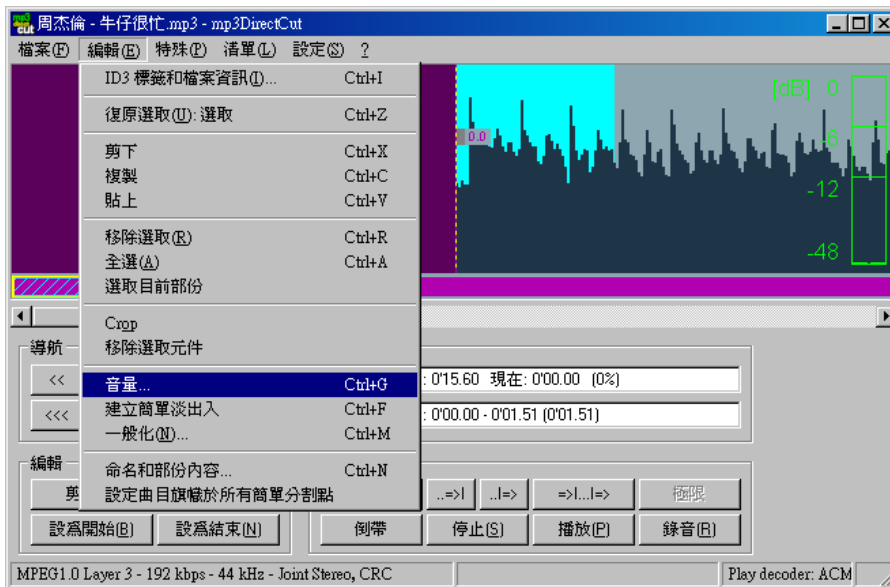 周杰倫 - 牛仔很忙.mp3 - mp3DirectCut
檔案(F) 編輯(E) 特殊(P) 清單(L) 設定(S) ?
ID3 標籤和檔案資訊(I)... Ctrl+I
復原選取(U): 選取 Ctrl+Z
剪下 Ctrl+X
複製 Ctrl+C
貼上 Ctrl+V
移除選取(R) Ctrl+R
全選(A) Ctrl+A
選取目前部份
Crop
移除選取元件
音量... Ctrl+G
建立簡單淡出入 Ctrl+F
一般化(N)... Ctrl+M
命名和部份內容... Ctrl+N
設定曲目旗幟於所有簡單分割點
0.0
[dB] 0
-6
-12
-48
導航
<<
: 0'15.60 現在: 0'00.00 (0%)
<<<
: 0'00.00 - 0'01.51 (0'01.51)
編輯
剪
..=>| ..|=> =>|...|=> 極限
設為開始(B) 設為結束(N) 倒帶 停止(S) 播放(P) 錄音(R)
MPEG1.0 Layer 3 - 192 kbps - 44 kHz - Joint Stereo, CRC
Play decoder: ACM